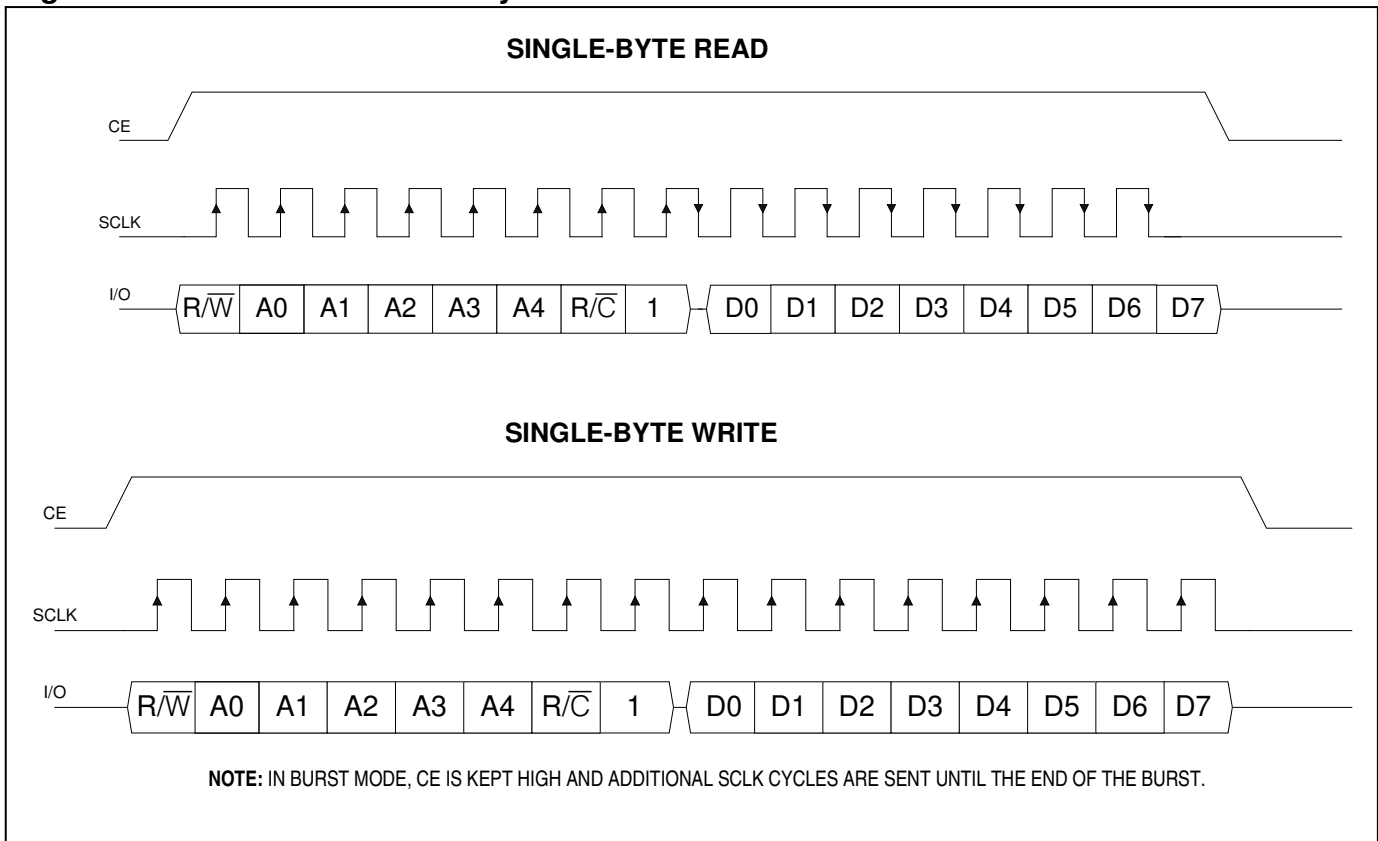 SINGLE-BYTE READ
CE
SCLK
I/O R/W̅ A0 A1 A2 A3 A4 R/C̅ 1 D0 D1 D2 D3 D4 D5 D6 D7
SINGLE-BYTE WRITE
CE
SCLK
I/O R/W̅ A0 A1 A2 A3 A4 R/C̅ 1 D0 D1 D2 D3 D4 D5 D6 D7
NOTE: IN BURST MODE, CE IS KEPT HIGH AND ADDITIONAL SCLK CYCLES ARE SENT UNTIL THE END OF THE BURST.